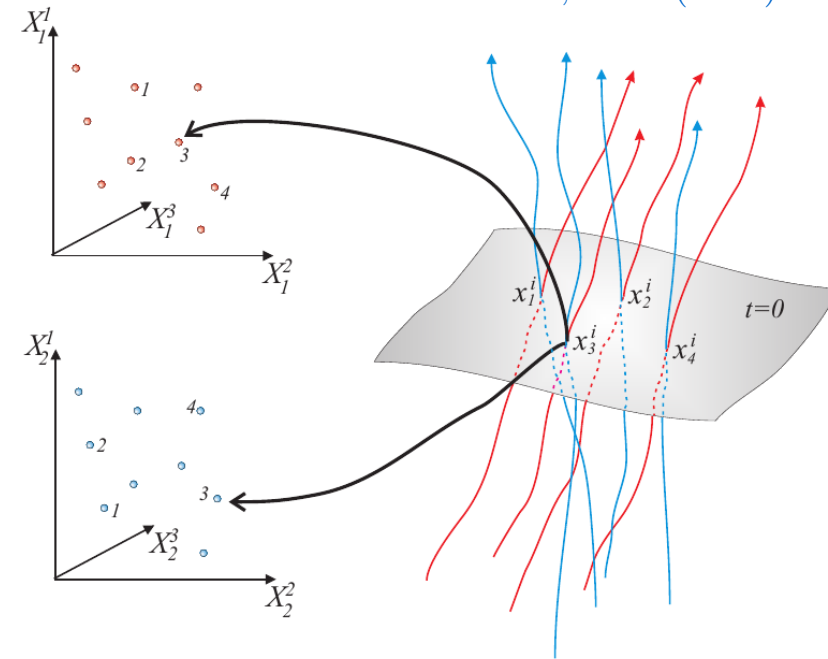 X_1^1
1
3
2
4
X_1^3
X_1^2
X_2^1
4
2
3
1
X_2^3
X_2^2
x_1^i
x_2^i
t=0
x_3^i
x_4^i